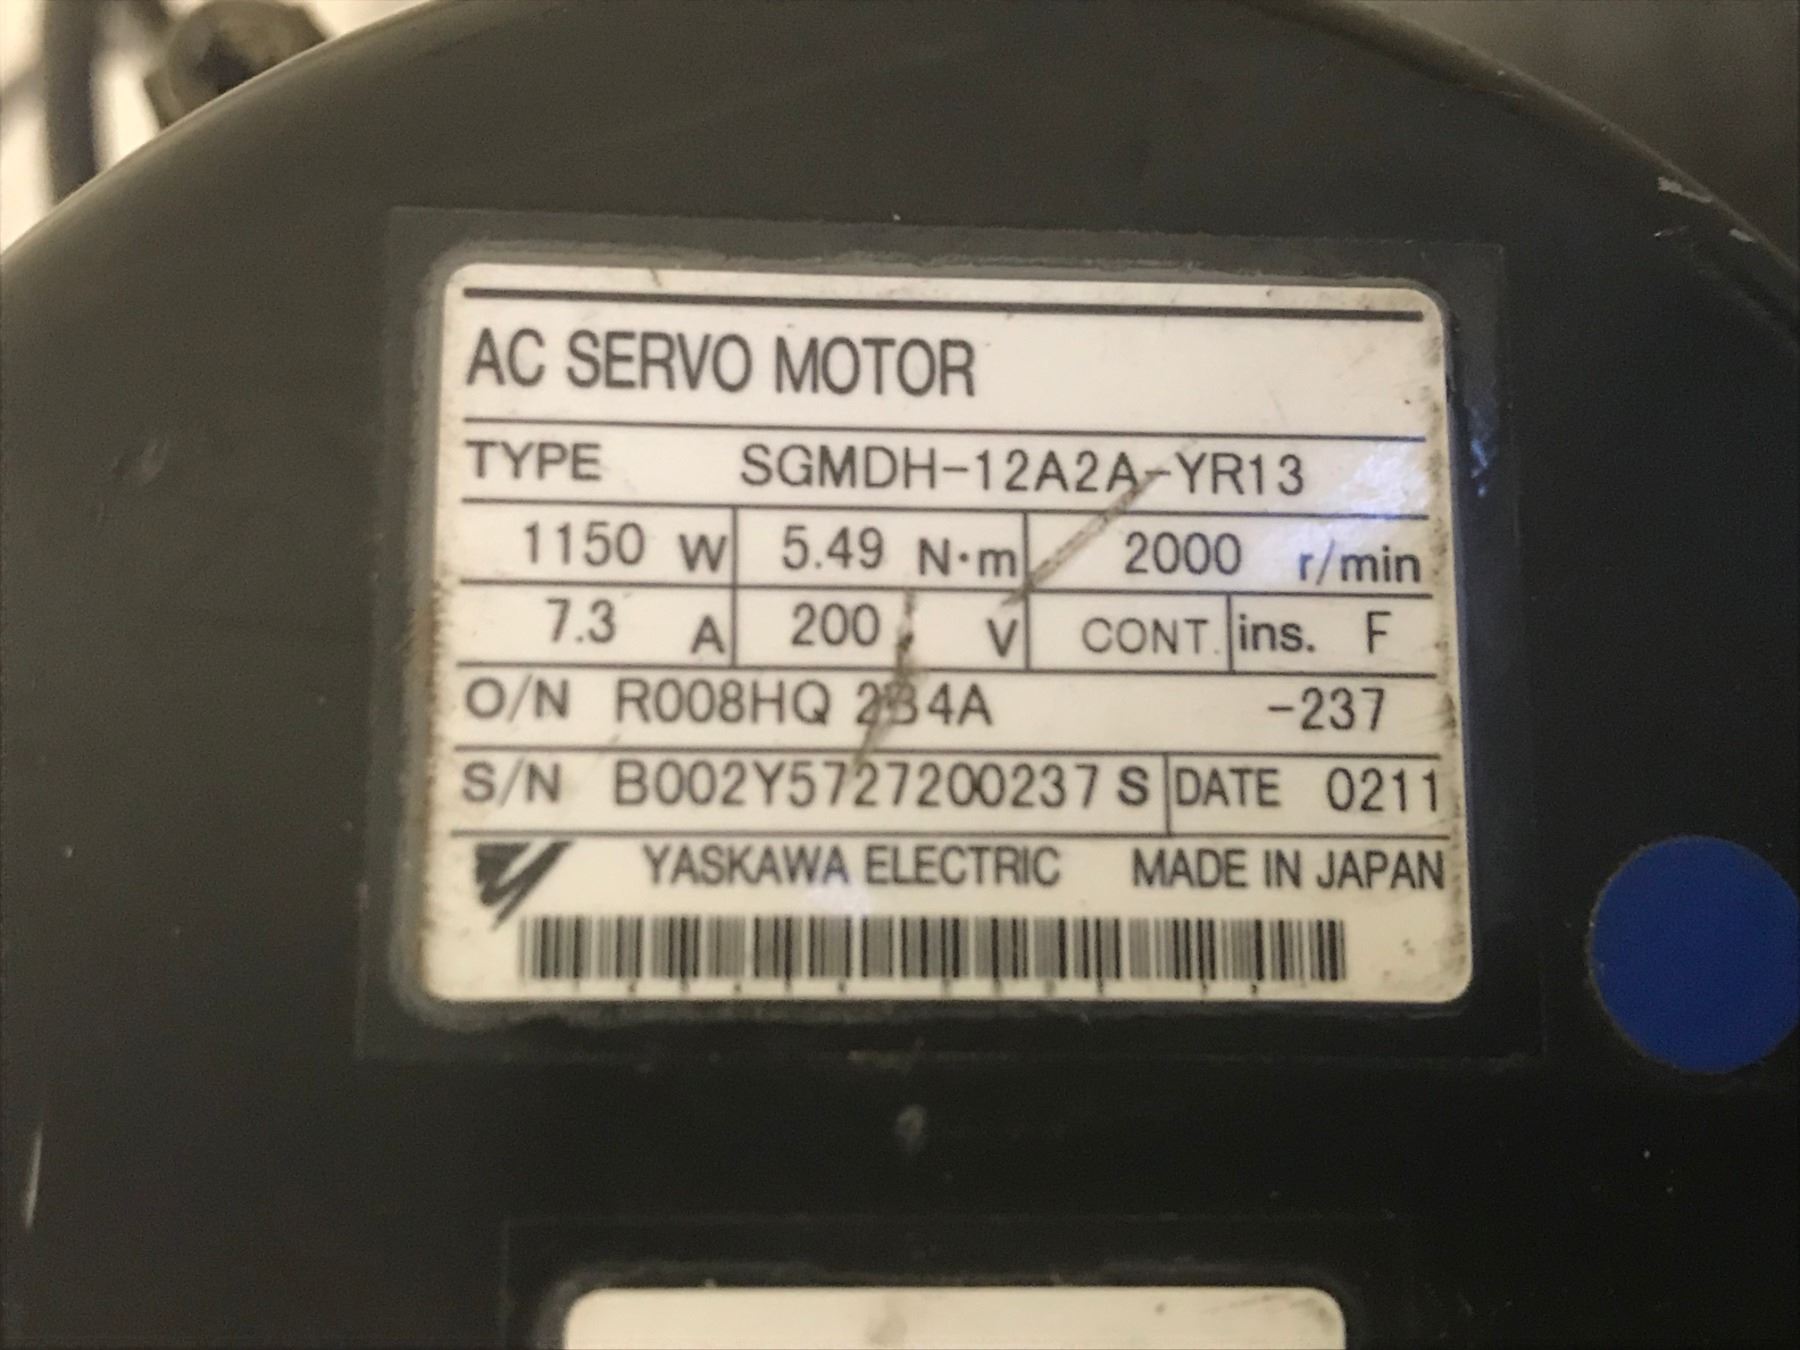 AC SERVO MOTOR
TYPE SGMDH-12A2A-YR13
1150 W 5.49 N·m 2000 r/min
7.3 A 200 V CONT. ins. F
O/N R008HQ 2B4A -237
S/N B002Y5727200237 S DATE 0211
YASKAWA ELECTRIC MADE IN JAPAN